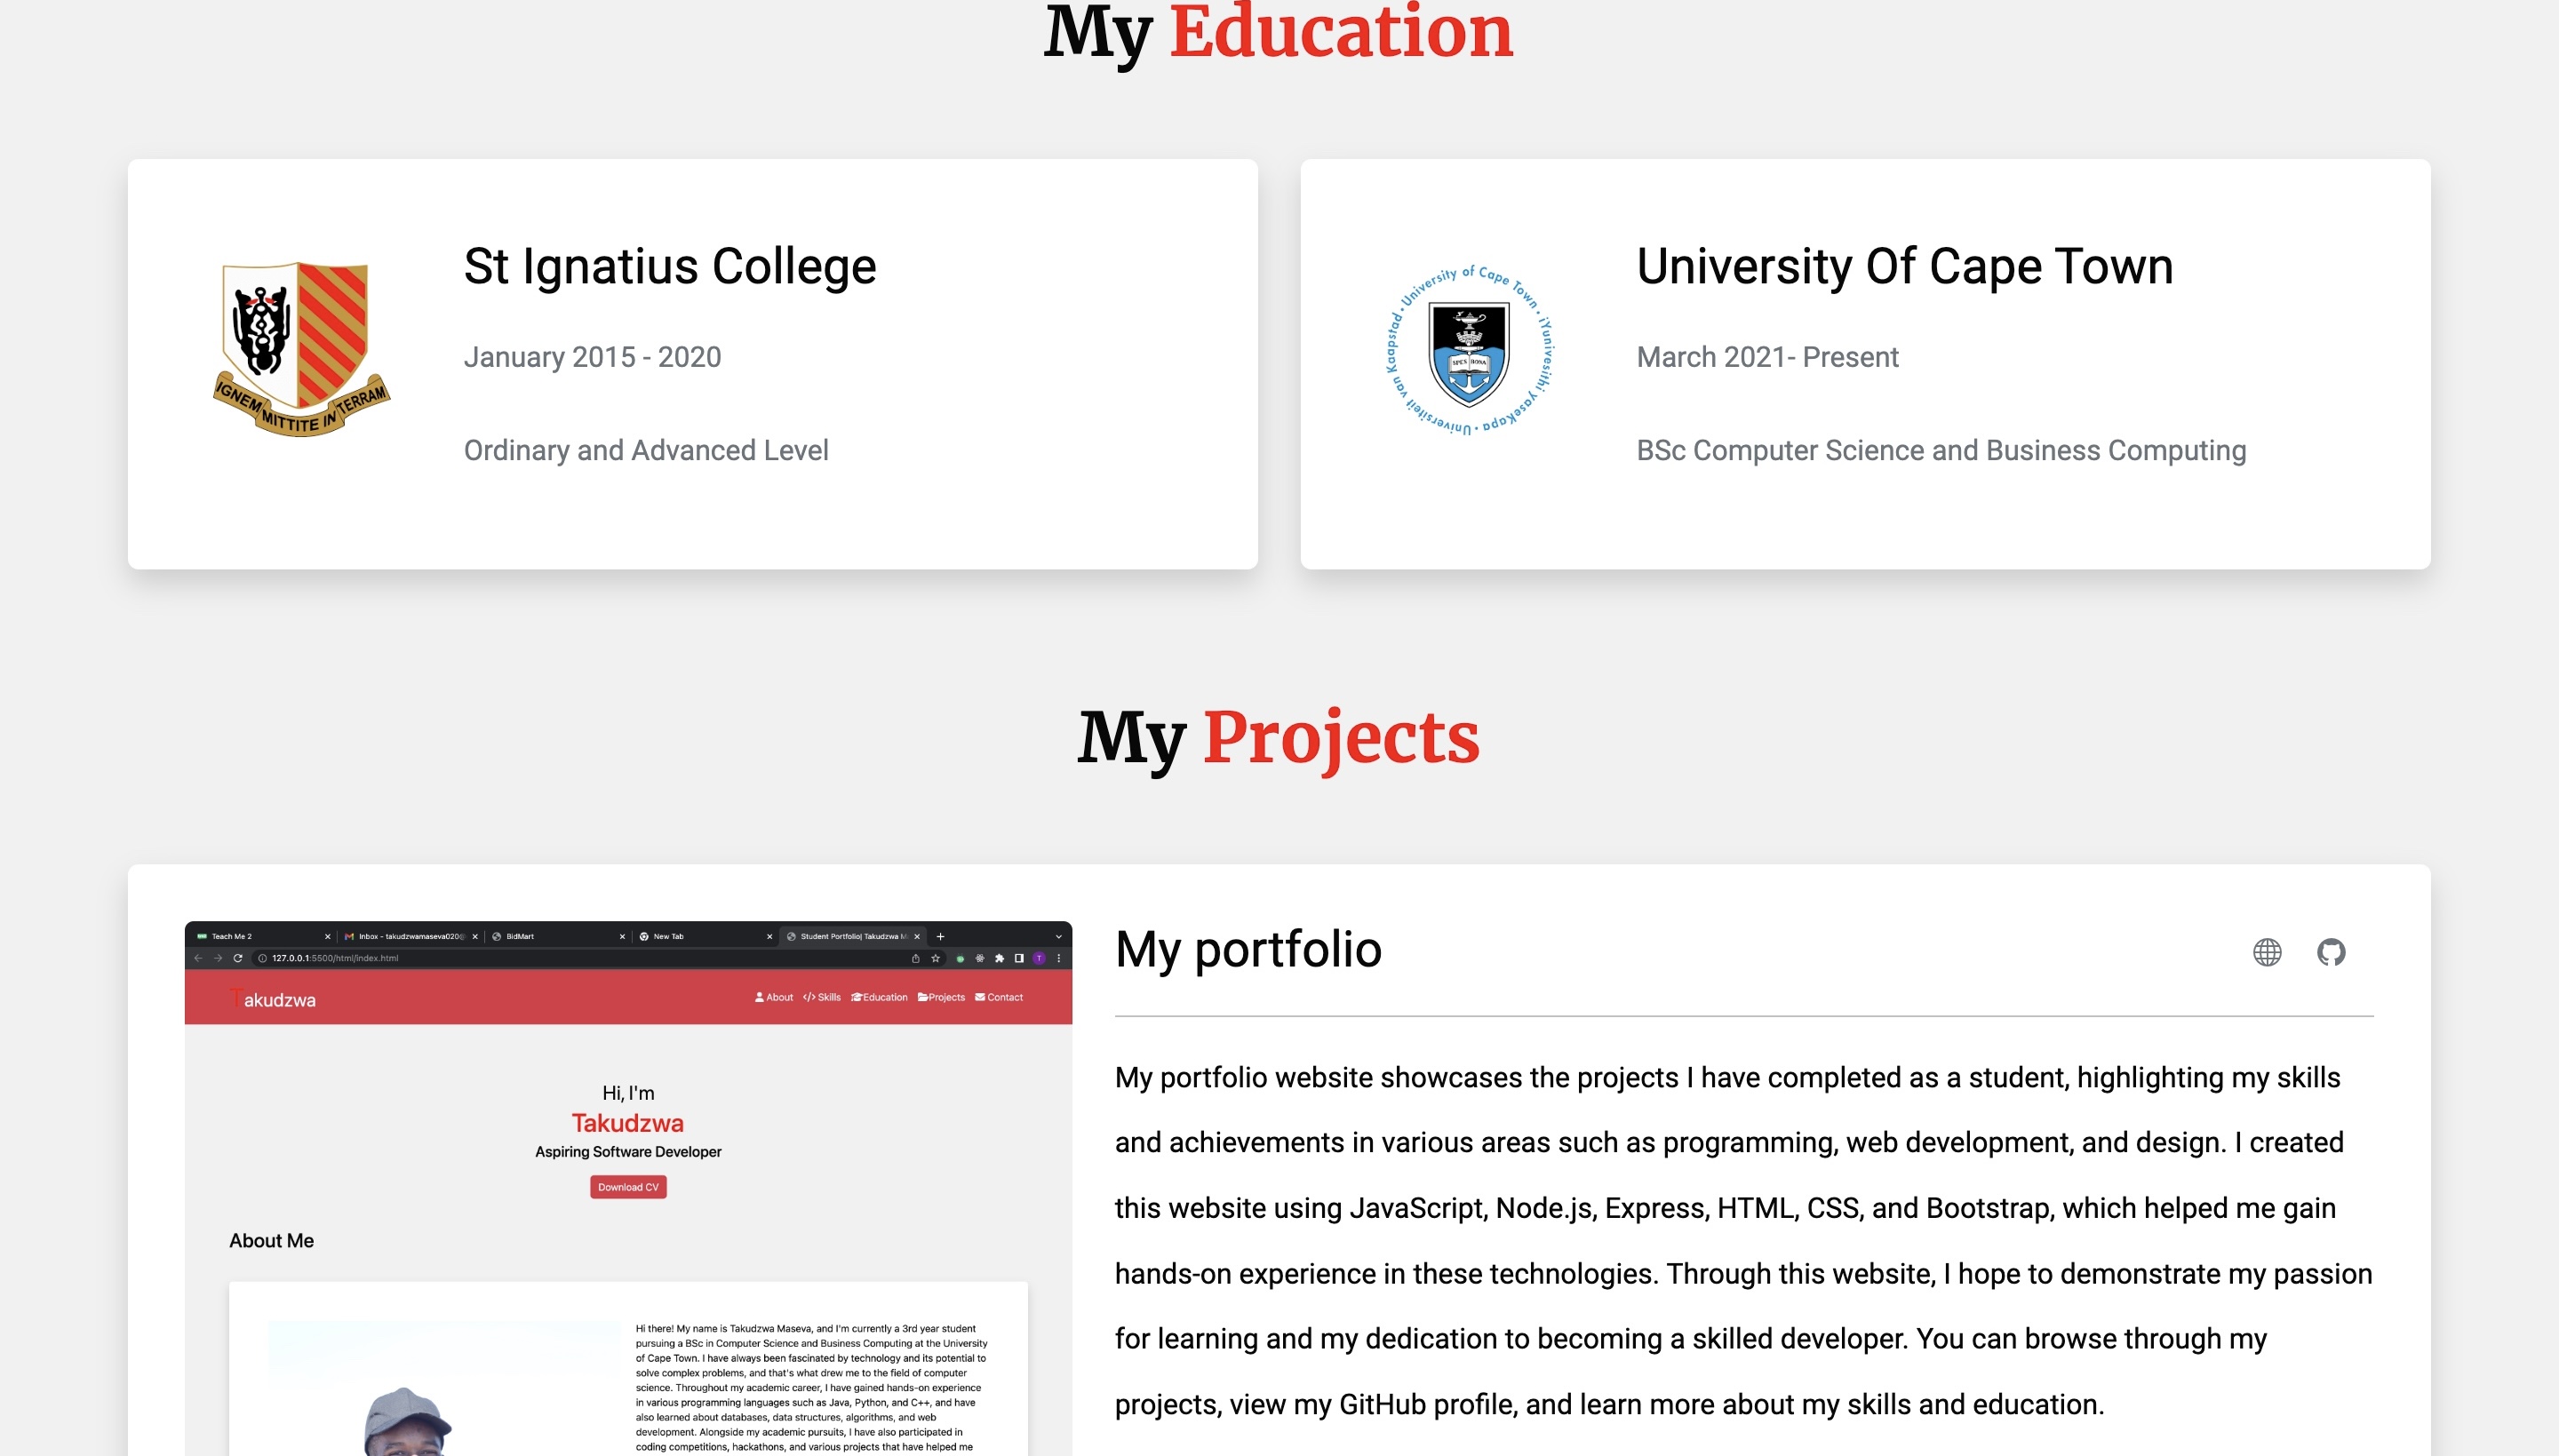 My Education
St Ignatius College
January 2015 - 2020
Ordinary and Advanced Level
IGNEM MITTITE IN TERRAM
University Of Cape Town
March 2021- Present
BSc Computer Science and Business Computing
University of Cape Town · iYunivesithi yaseKapa · Universiteit van Kaapstad ·
SPES BONA
My Projects
Teach Me 2
Inbox - takudzwamaseva020@
BidMart
New Tab
Student Portfolio| Takudzwa M
127.0.0.1:5500/html/index.html
T
Takudzwa
About Skills Education Projects Contact
Hi, I'm
Takudzwa
Aspiring Software Developer
Download CV
About Me
Hi there! My name is Takudzwa Maseva, and I'm currently a 3rd year student
pursuing a BSc in Computer Science and Business Computing at the University
of Cape Town. I have always been fascinated by technology and its potential to
solve complex problems, and that's what drew me to the field of computer
science. Throughout my academic career, I have gained hands-on experience
in various programming languages such as Java, Python, and C++, and have
also learned about databases, data structures, algorithms, and web
development. Alongside my academic pursuits, I have also participated in
coding competitions, hackathons, and various projects that have helped me
My portfolio
My portfolio website showcases the projects I have completed as a student, highlighting my skills
and achievements in various areas such as programming, web development, and design. I created
this website using JavaScript, Node.js, Express, HTML, CSS, and Bootstrap, which helped me gain
hands-on experience in these technologies. Through this website, I hope to demonstrate my passion
for learning and my dedication to becoming a skilled developer. You can browse through my
projects, view my GitHub profile, and learn more about my skills and education.